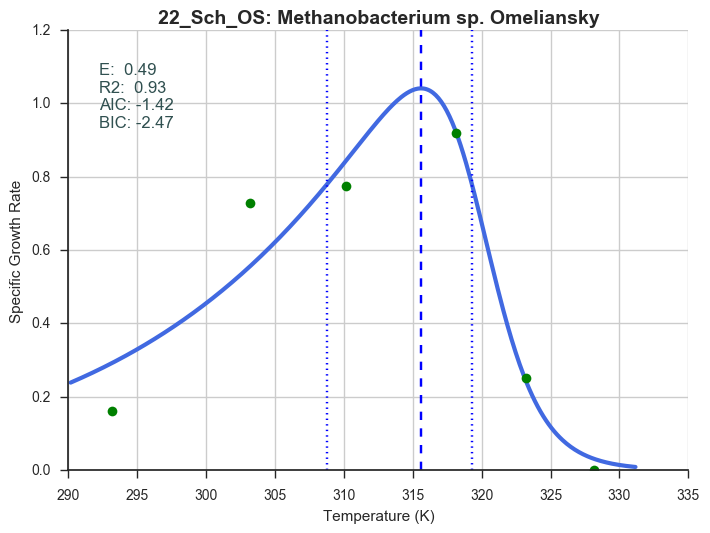 22_Sch_OS: Methanobacterium sp. Omeliansky
E: 0.49
R2: 0.93
AIC: -1.42
BIC: -2.47
1.2
1.0
0.8
0.6
0.4
0.2
0.0
Specific Growth Rate
290 295 300 305 310 315 320 325 330 335
Temperature (K)